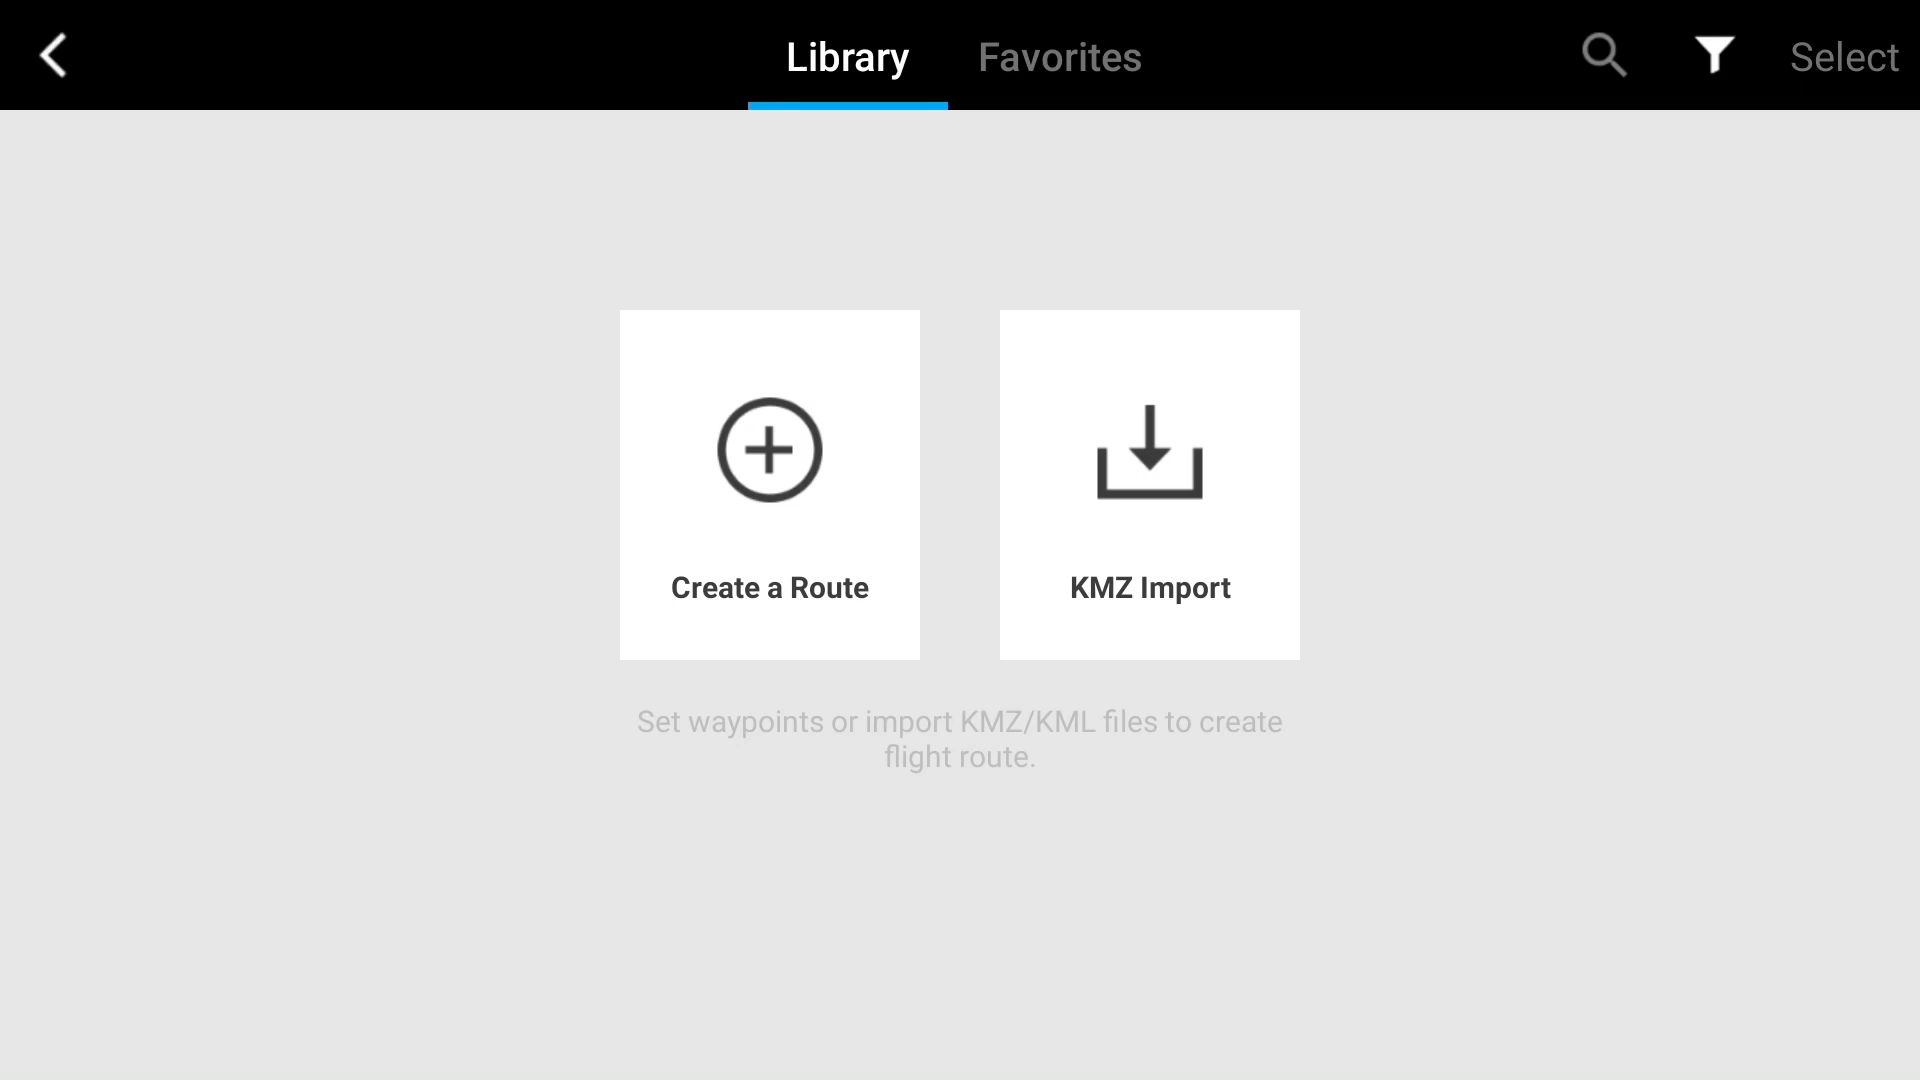 Library
Favorites
Select
Create a Route
KMZ Import
Set waypoints or import KMZ/KML files to create
flight route.